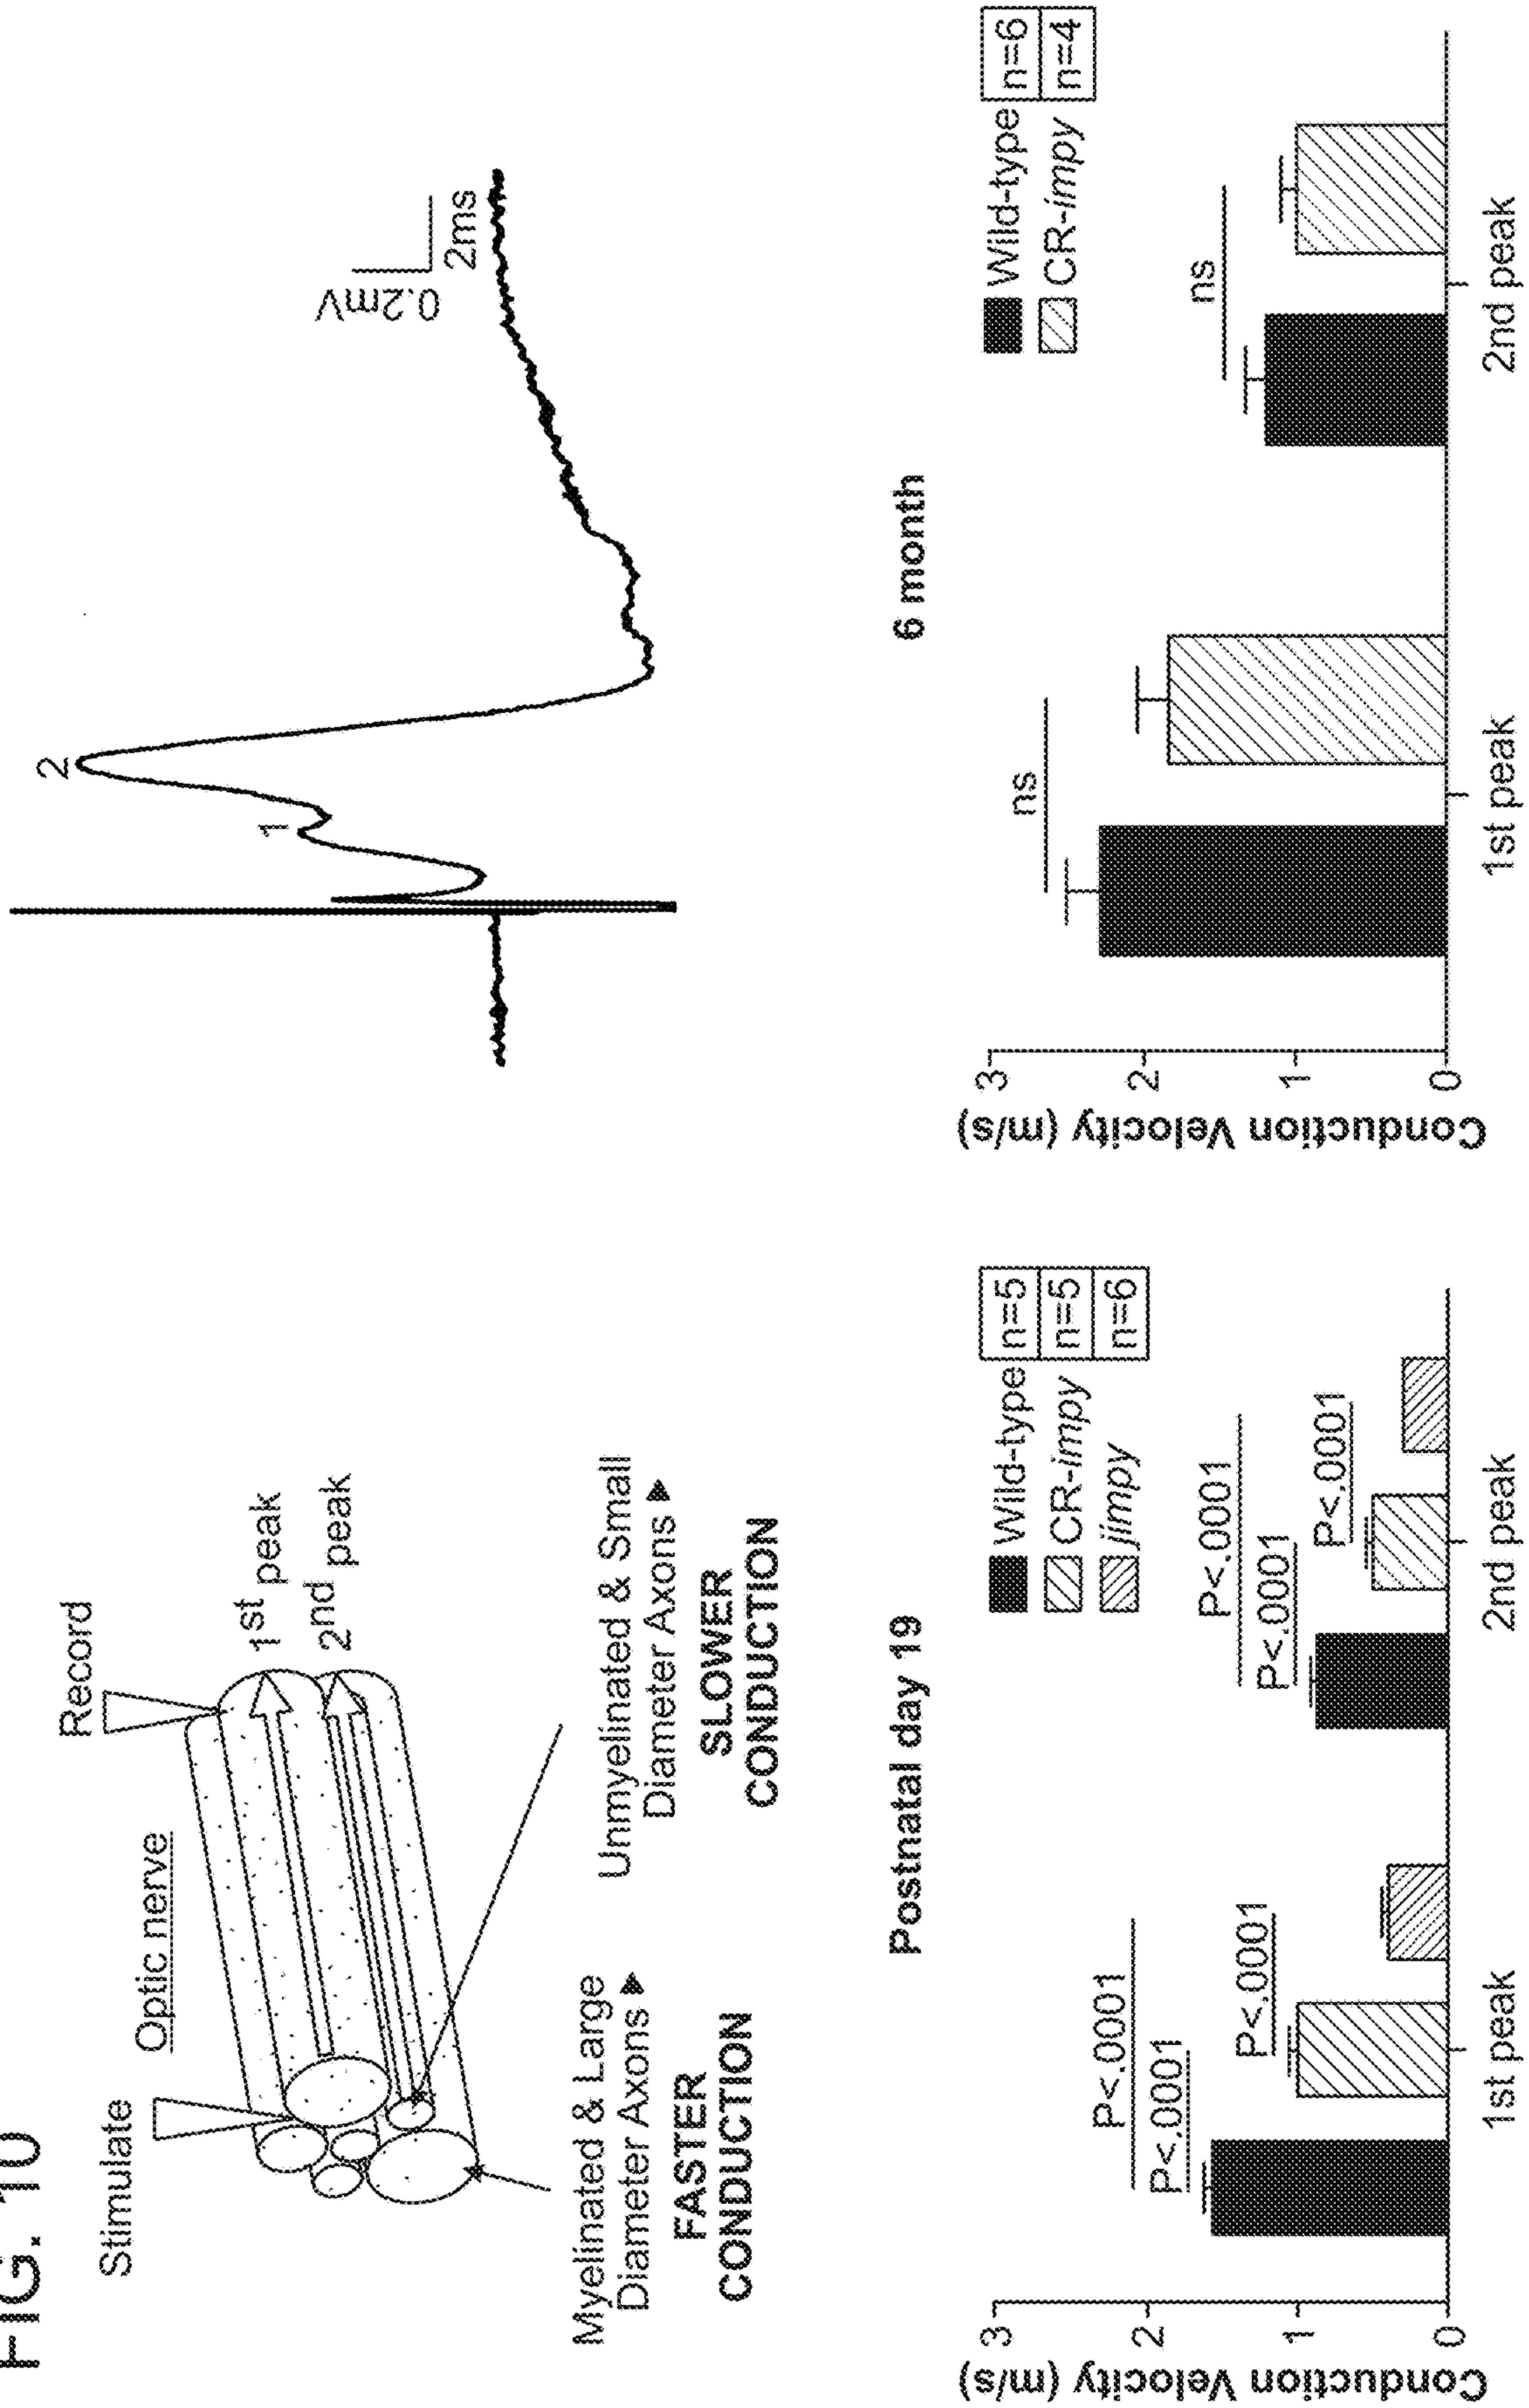 FIG. 10
Stimulate
Optic nerve
Record
1st peak
2nd peak
Myelinated & Large
Diameter Axons
FASTER
CONDUCTION
Unmyelinated & Small
Diameter Axons
SLOWER
CONDUCTION
2
1
0.2mV
2ms
Postnatal day 19
Conduction Velocity (m/s)
3
2
1
0
Wild-type n=5
CR-impy n=5
jimpy n=6
P<.0001
P<.0001
P<.0001
P<.0001
P<.0001
P<.0001
1st peak
2nd peak
6 month
Conduction Velocity (m/s)
3
2
1
0
Wild-type n=6
CR-impy n=4
ns
ns
1st peak
2nd peak